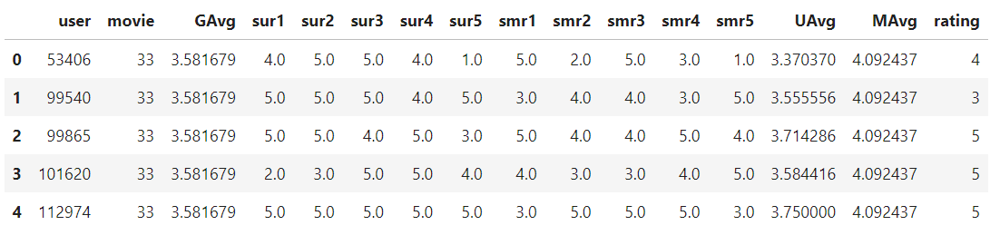 user movie GAvg sur1 sur2 sur3 sur4 sur5 smr1 smr2 smr3 smr4 smr5 UAvg MAvg rating
0 53406 33 3.581679 4.0 5.0 5.0 4.0 1.0 5.0 2.0 5.0 3.0 1.0 3.370370 4.092437 4
1 99540 33 3.581679 5.0 5.0 5.0 4.0 5.0 3.0 4.0 4.0 3.0 5.0 3.555556 4.092437 3
2 99865 33 3.581679 5.0 5.0 4.0 5.0 3.0 5.0 4.0 4.0 5.0 4.0 3.714286 4.092437 5
3 101620 33 3.581679 2.0 3.0 5.0 5.0 4.0 4.0 3.0 3.0 4.0 5.0 3.584416 4.092437 5
4 112974 33 3.581679 5.0 5.0 5.0 5.0 5.0 3.0 5.0 5.0 5.0 3.0 3.750000 4.092437 5